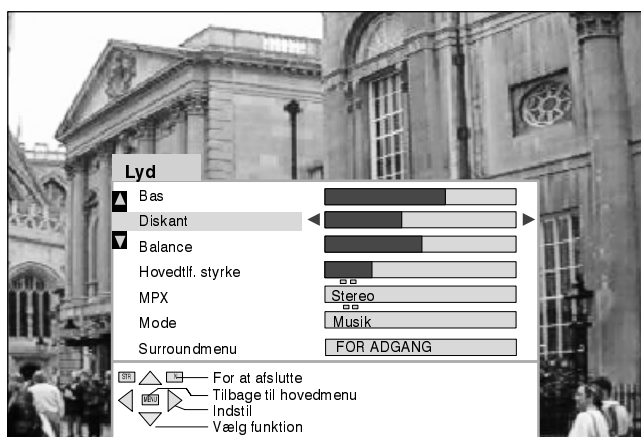 Lyd
Bas
Diskant
Balance
Hovedtlf. styrke
MPX Stereo
Mode Musik
Surroundmenu FOR ADGANG
STR N For at afslutte
MENU Tilbage til hovedmenu
Indstil
Vælg funktion